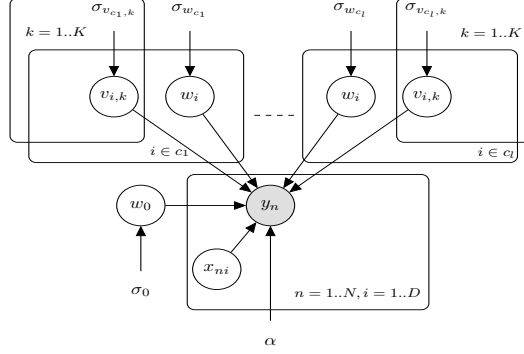 σ_{v_{c_1,k}} σ_{w_{c_1}} σ_{w_{c_l}} σ_{v_{c_l,k}}
k = 1..K k = 1..K
v_{i,k} w_i w_i v_{i,k}
i ∈ c_1 i ∈ c_l
w_0 y_n
x_{ni}
σ_0 n = 1..N, i = 1..D
α